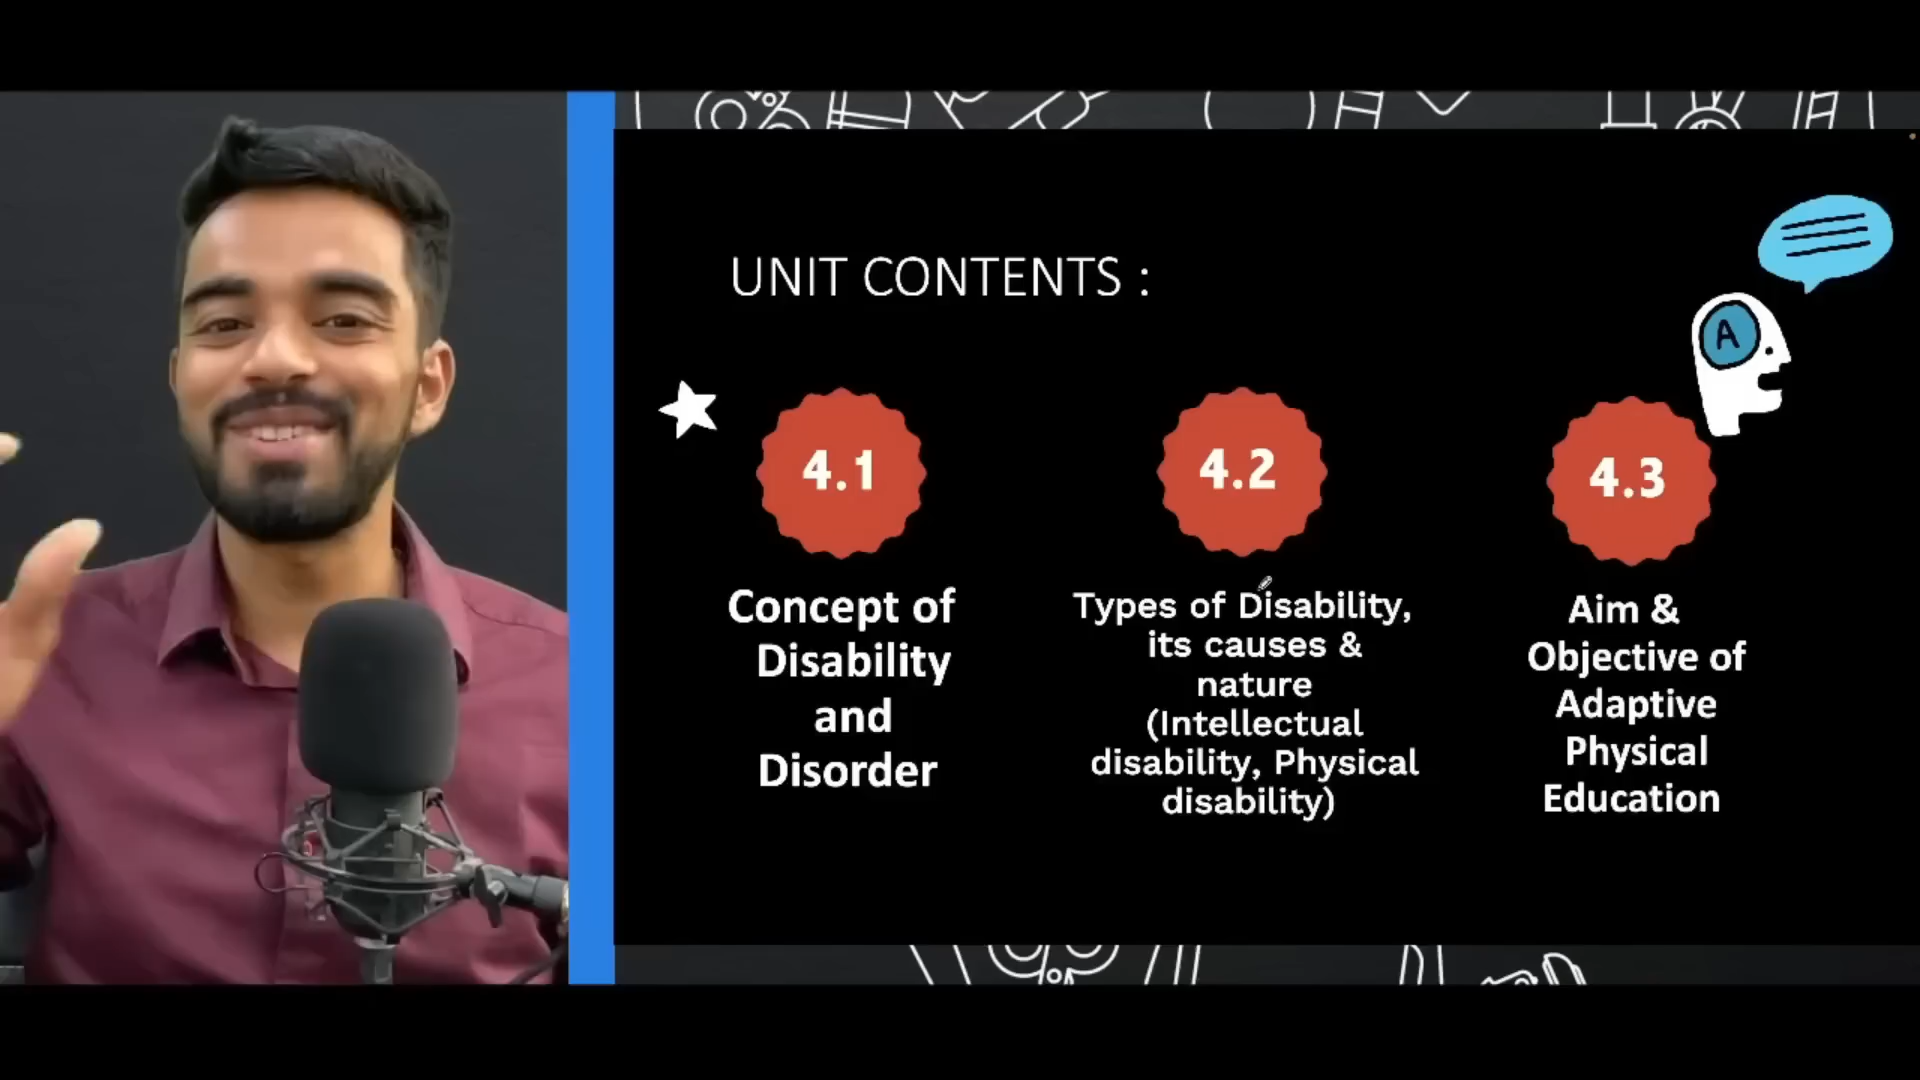 UNIT CONTENTS :
A
4.1
4.2
4.3
Concept of
Disability
and
Disorder
Types of Disability,
its causes &
nature
(Intellectual
disability, Physical
disability)
Aim &
Objective of
Adaptive
Physical
Education